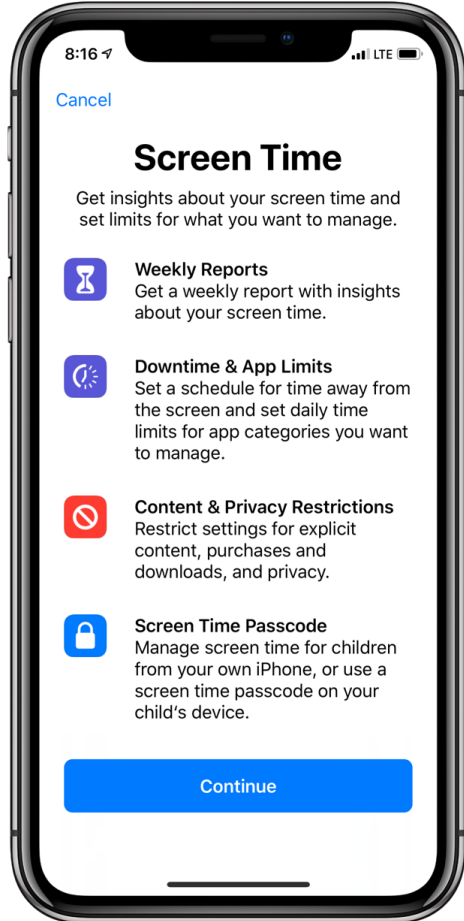 8:16
LTE
Cancel
Screen Time
Get insights about your screen time and
set limits for what you want to manage.
Weekly Reports
Get a weekly report with insights
about your screen time.
Downtime & App Limits
Set a schedule for time away from
the screen and set daily time
limits for app categories you want
to manage.
Content & Privacy Restrictions
Restrict settings for explicit
content, purchases and
downloads, and privacy.
Screen Time Passcode
Manage screen time for children
from your own iPhone, or use a
screen time passcode on your
child's device.
Continue